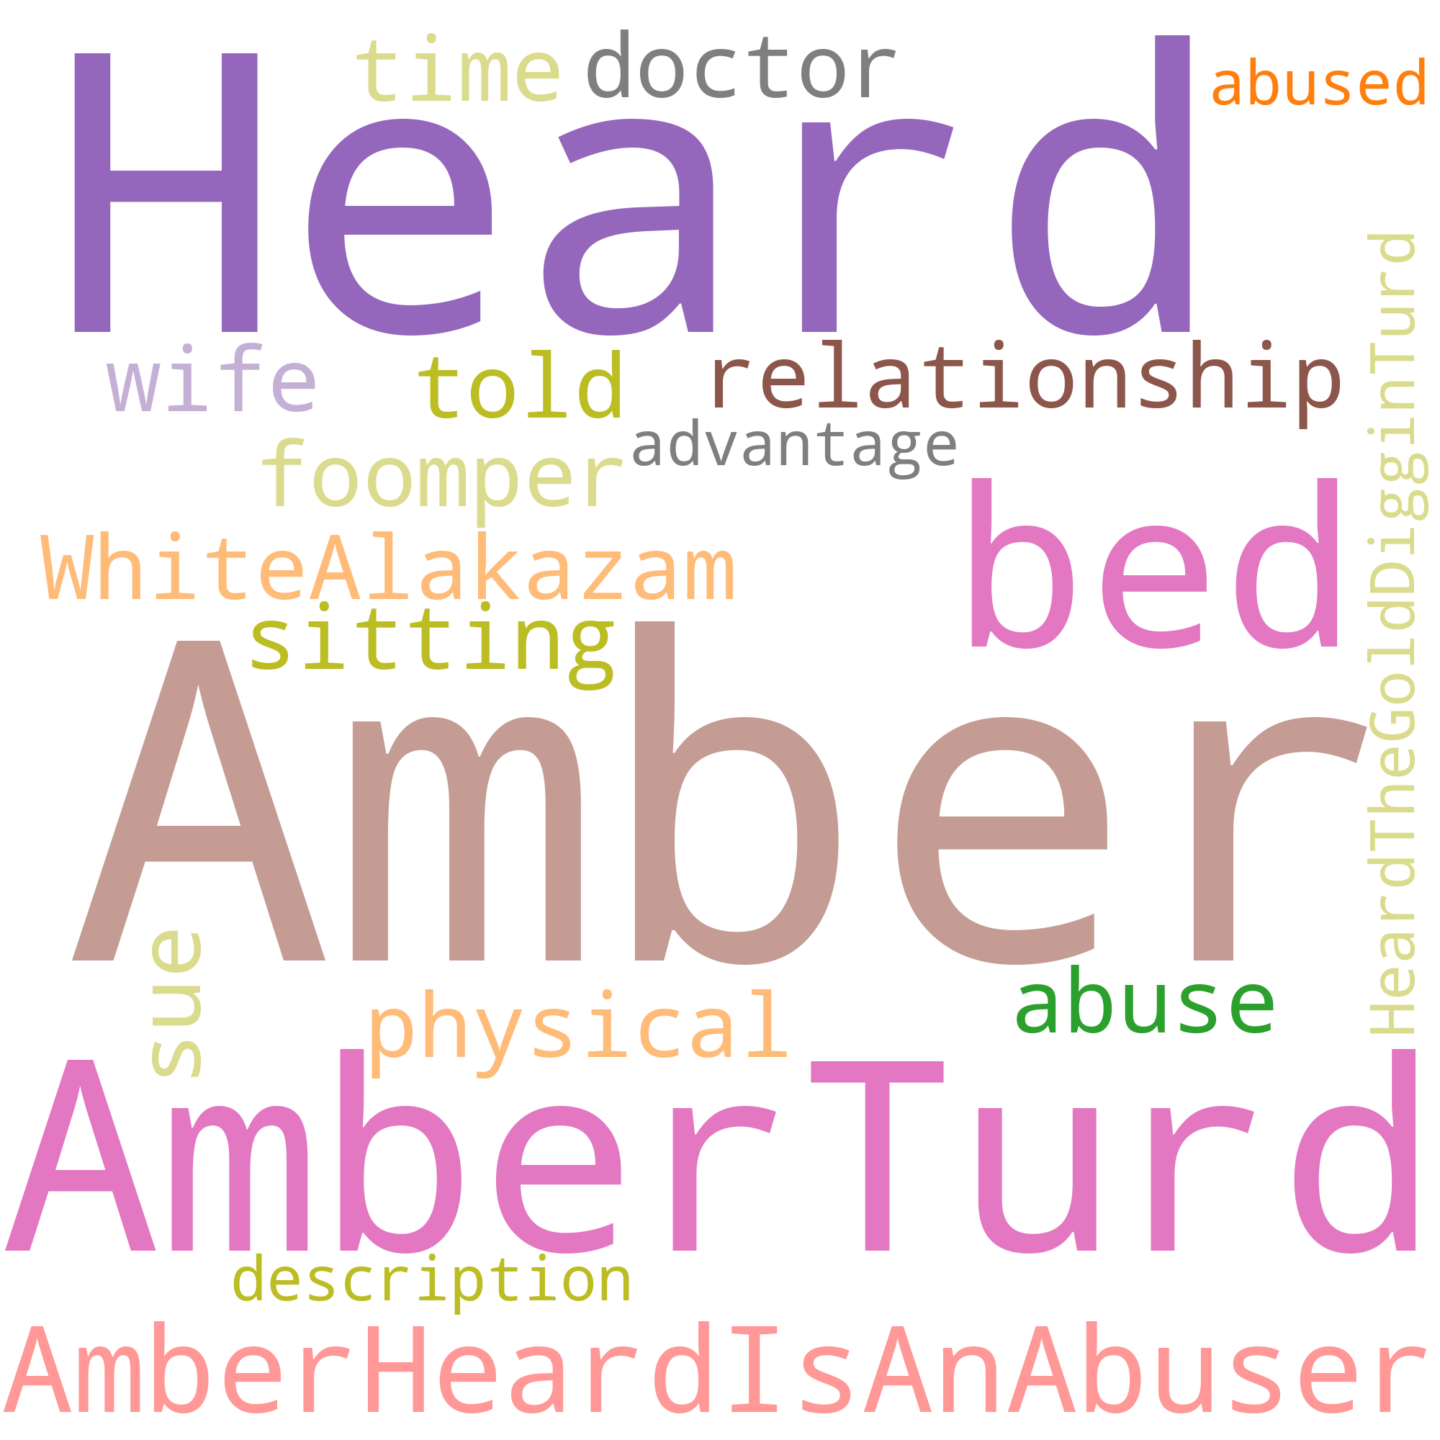 time doctor
abused
Heard
wife told relationship
advantage
foomper
bed
WhiteAlakazam
sitting
HeardTheGoldDigginTurd
Amber
sue
physical abuse
AmberTurd
description
AmberHeardIsAnAbuser